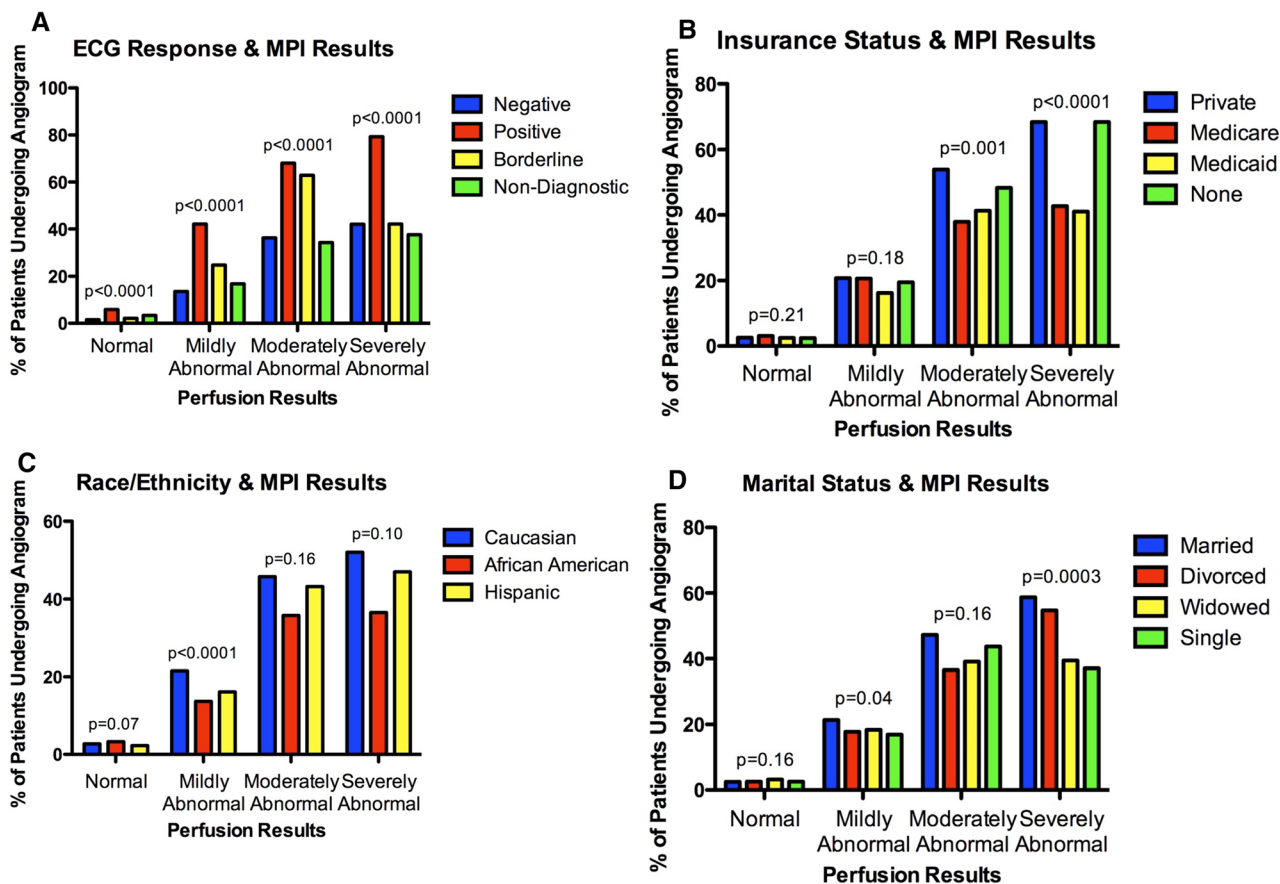 A
ECG Response & MPI Results
% of Patients Undergoing Angiogram
100
80
60
40
20
0
p<0.0001
p<0.0001
p<0.0001
p<0.0001
Negative
Positive
Borderline
Non-Diagnostic
Normal
Mildly
Abnormal
Moderately
Abnormal
Severely
Abnormal
Perfusion Results
B
Insurance Status & MPI Results
% of Patients Undergoing Angiogram
80
60
40
20
0
p=0.21
p=0.18
p=0.001
p<0.0001
Private
Medicare
Medicaid
None
Normal
Mildly
Abnormal
Moderately
Abnormal
Severely
Abnormal
Perfusion Results
C
Race/Ethnicity & MPI Results
% of Patients Undergoing Angiogram
60
40
20
0
p=0.07
p<0.0001
p=0.16
p=0.10
Caucasian
African American
Hispanic
Normal
Mildly
Abnormal
Moderately
Abnormal
Severely
Abnormal
Perfusion Results
D
Marital Status & MPI Results
% of Patients Undergoing Angiogram
80
60
40
20
0
p=0.16
p=0.04
p=0.16
p=0.0003
Married
Divorced
Widowed
Single
Normal
Mildly
Abnormal
Moderately
Abnormal
Severely
Abnormal
Perfusion Results